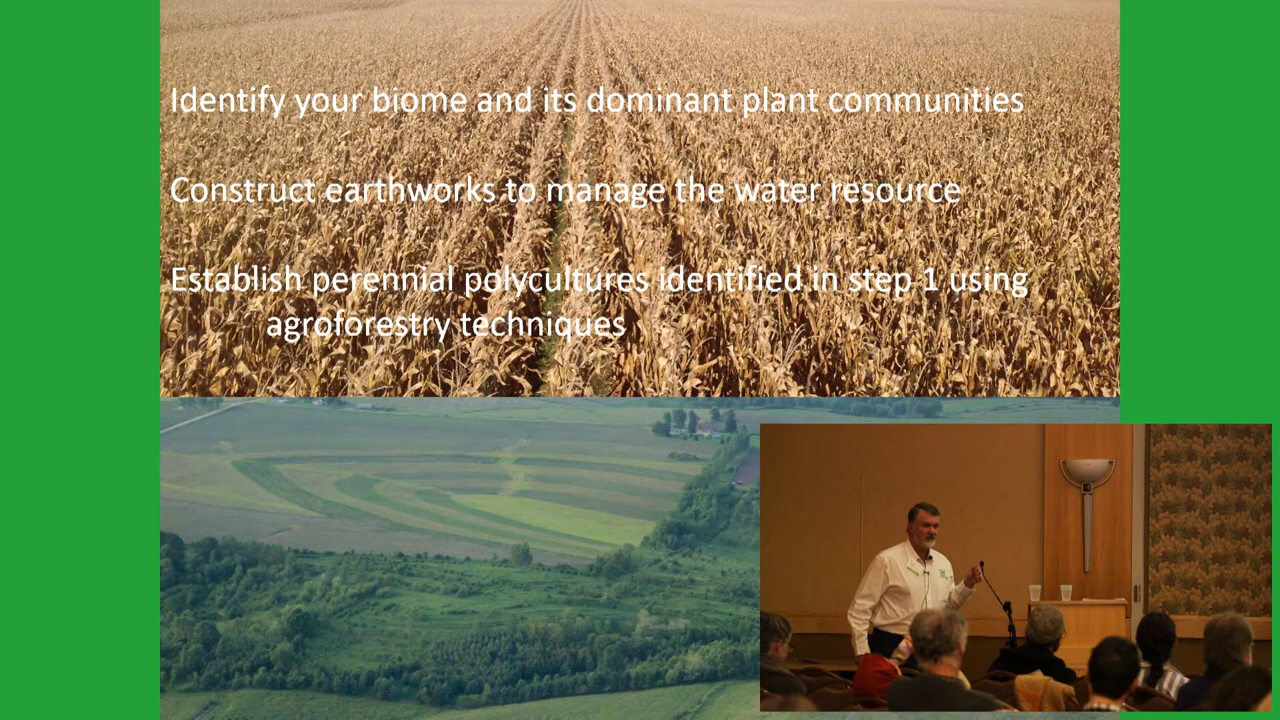 Identify your biome and its dominant plant communities
Construct earthworks to manage the water resource
Establish perennial polycultures identified in step 1 using
agroforestry techniques